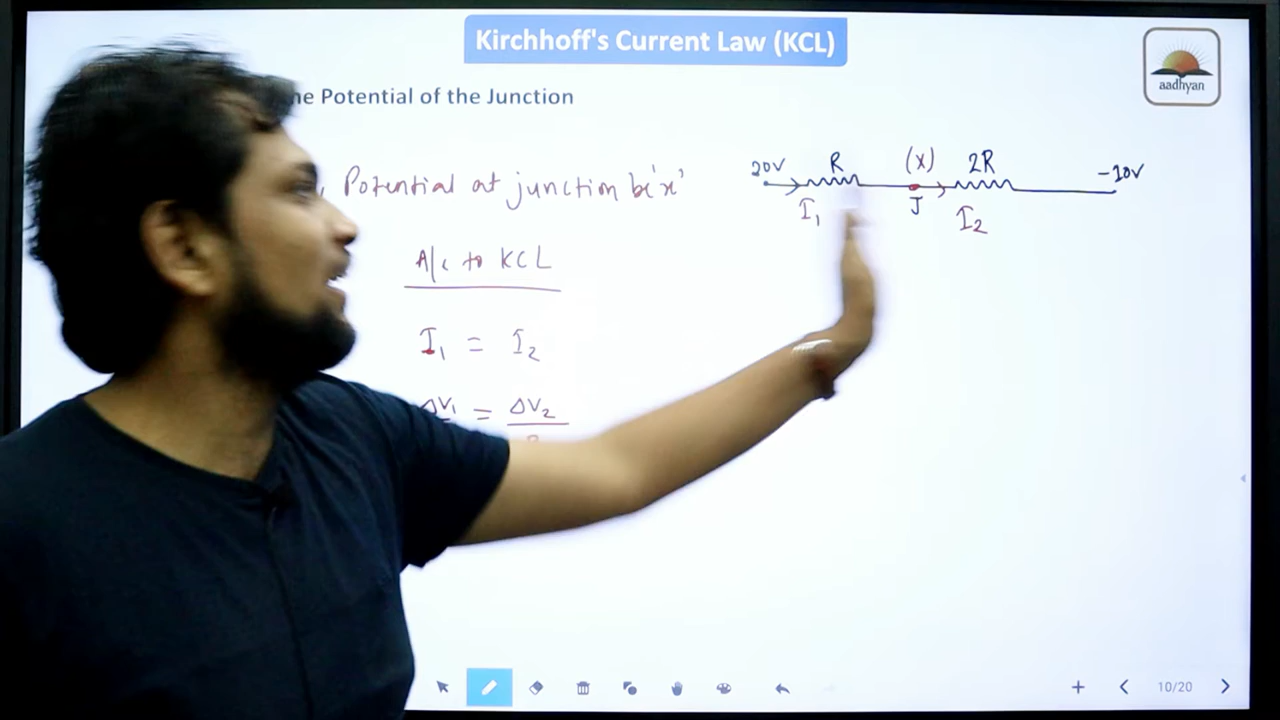 Kirchhoff's Current Law (KCL)
aadhyan
he Potential of the Junction
Potential at junction be 'x'
20V R (x) 2R -10V
I1 J I2
A/c to KCL
I1 = I2
ΔV1 = ΔV2
10/20